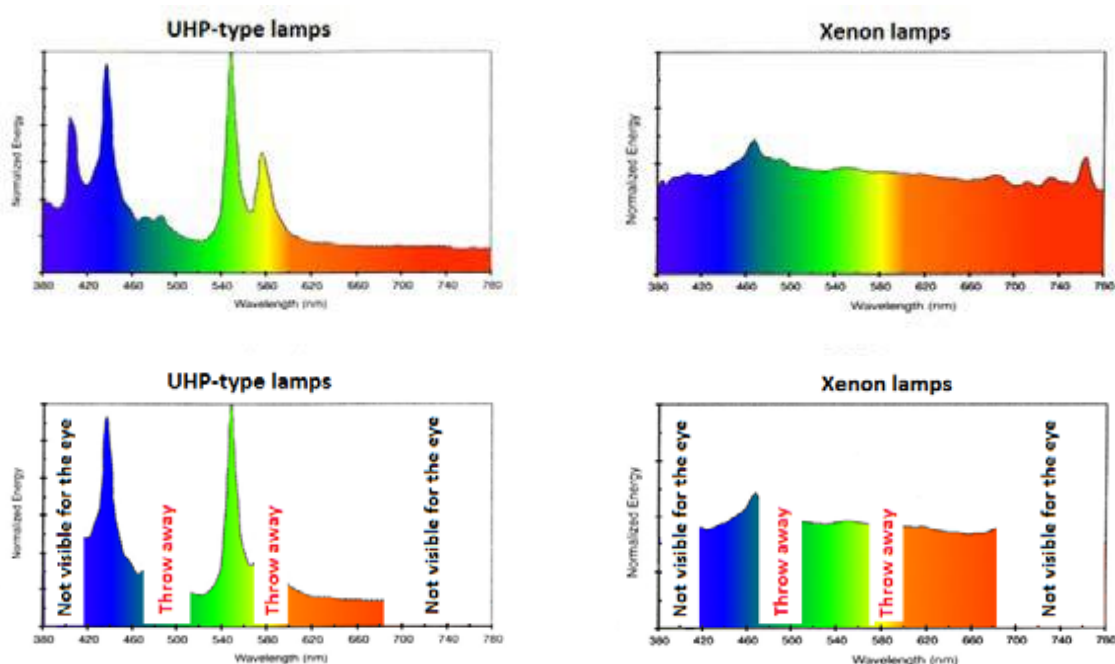 UHP-type lamps
Normalized Energy
380 420 460 500 540 580 620 660 700 740 780
Wavelength (nm)
Xenon lamps
Normalized Energy
380 420 460 500 540 580 620 660 700 740 780
Wavelength (nm)
UHP-type lamps
Normalized Energy
Not visible for the eye
Throw away
Throw away
Not visible for the eye
380 420 460 500 540 580 620 660 700 740 780
Wavelength (nm)
Xenon lamps
Normalized Energy
Not visible for the eye
Throw away
Throw away
Not visible for the eye
380 420 460 500 540 580 620 660 700 740 780
Wavelength (nm)